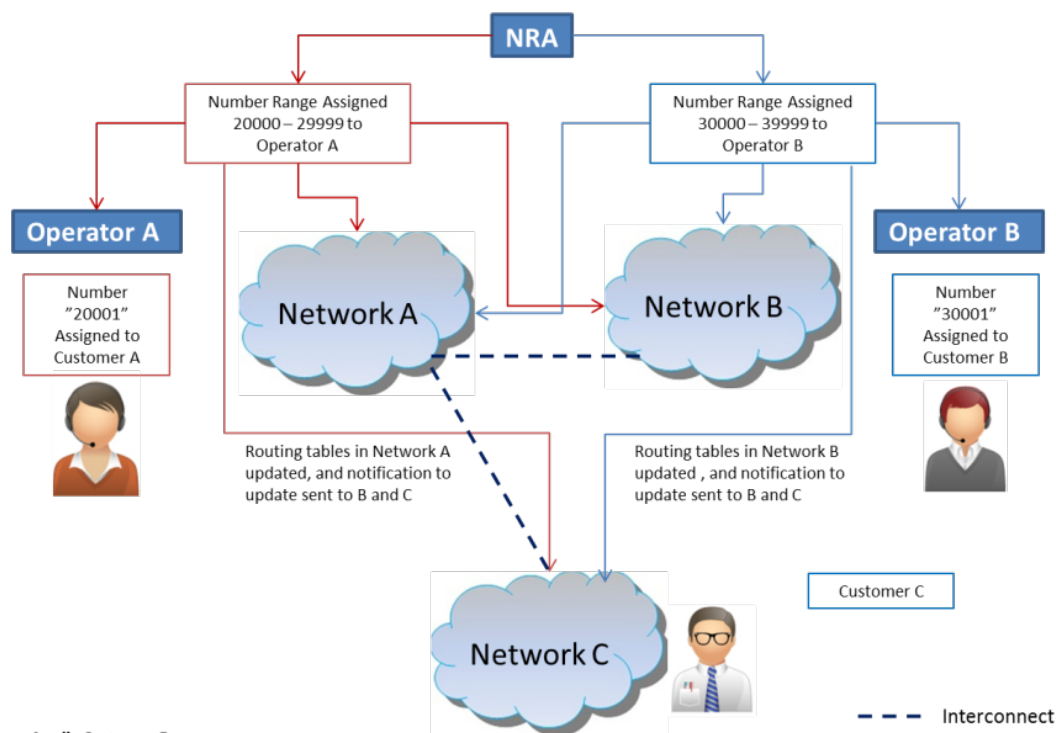 NRA
Number Range Assigned
20000 – 29999 to
Operator A
Number Range Assigned
30000 – 39999 to
Operator B
Operator A
Operator B
Number
”20001”
Assigned to
Customer A
Network A
Network B
Number
”30001”
Assigned to
Customer B
Routing tables in Network A
updated, and notification to
update sent to B and C
Routing tables in Network B
updated , and notification to
update sent to B and C
Customer C
Network C
Interconnect